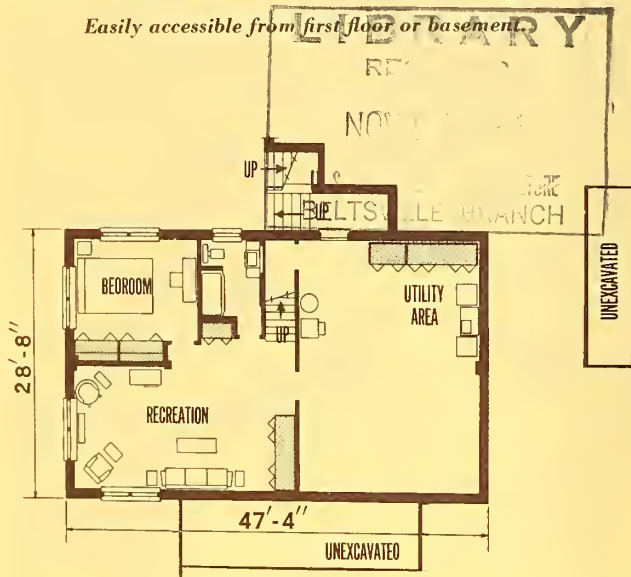 Easily accessible from first floor or basement.
LIBRARY
UP
UP
BELTSVILLE BRANCH
BEDROOM
UTILITY
AREA
UNEXCAVATED
UP
28'-8"
RECREATION
47'-4"
UNEXCAVATED